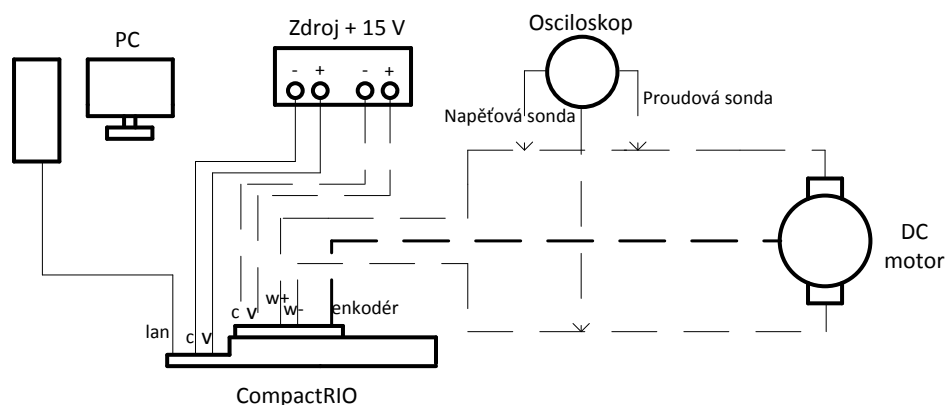 PC
Zdroj + 15 V
- + - +
Osciloskop
Napěťová sonda
Proudová sonda
DC
motor
w+
w-
enkodér
c v
lan
c v
CompactRIO